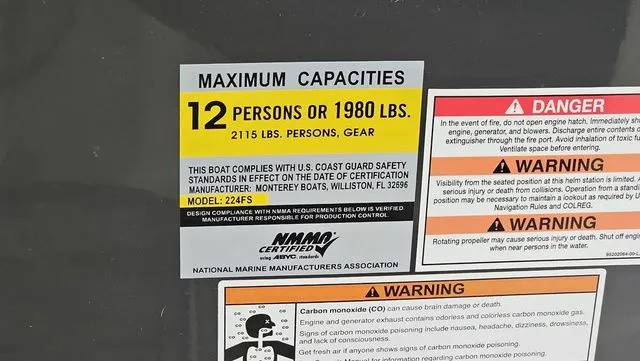 MAXIMUM CAPACITIES
12 PERSONS OR 1980 LBS.
2115 LBS. PERSONS, GEAR
THIS BOAT COMPLIES WITH U.S. COAST GUARD SAFETY
STANDARDS IN EFFECT ON THE DATE OF CERTIFICATION
MANUFACTURER: MONTEREY BOATS, WILLISTON, FL 32696
MODEL: 224FS
DESIGN COMPLIANCE WITH NMMA REQUIREMENTS BELOW IS VERIFIED.
MANUFACTURER RESPONSIBLE FOR PRODUCTION CONTROL.
NMMA
CERTIFIED
using ABYC standards
NATIONAL MARINE MANUFACTURERS ASSOCIATION
DANGER
In the event of fire, do not open engine hatch. Immediately
engine, generator, and blowers. Discharge entire contents
extinguisher through the fire port. Avoid inhalation of toxic
Ventilate space before entering.
WARNING
Visibility from the seated position at this helm station is limited.
serious injury or death from collisions. Operation from a
position may be necessary to maintain a lookout as required by
Navigation Rules and COLREG.
WARNING
Rotating propeller may cause serious injury or death. Shut off
when near persons in the water.
WARNING
Carbon monoxide (CO) can cause brain damage or death.
Engine and generator exhaust contains odorless and colorless carbon monoxide gas.
Signs of carbon monoxide poisoning include nausea, headache, dizziness, drowsiness,
and lack of consciousness.
Get fresh air if anyone shows signs of carbon monoxide poisoning.
Manual for information regarding carbon monoxide poisoning.